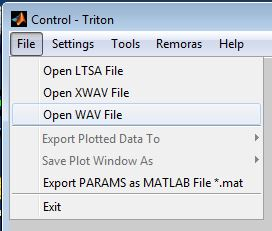 Control - Triton
File Settings Tools Remoras Help
Open LTSA File
Open XWAV File
Open WAV File
Export Plotted Data To
Save Plot Window As
Export PARAMS as MATLAB File *.mat
Exit